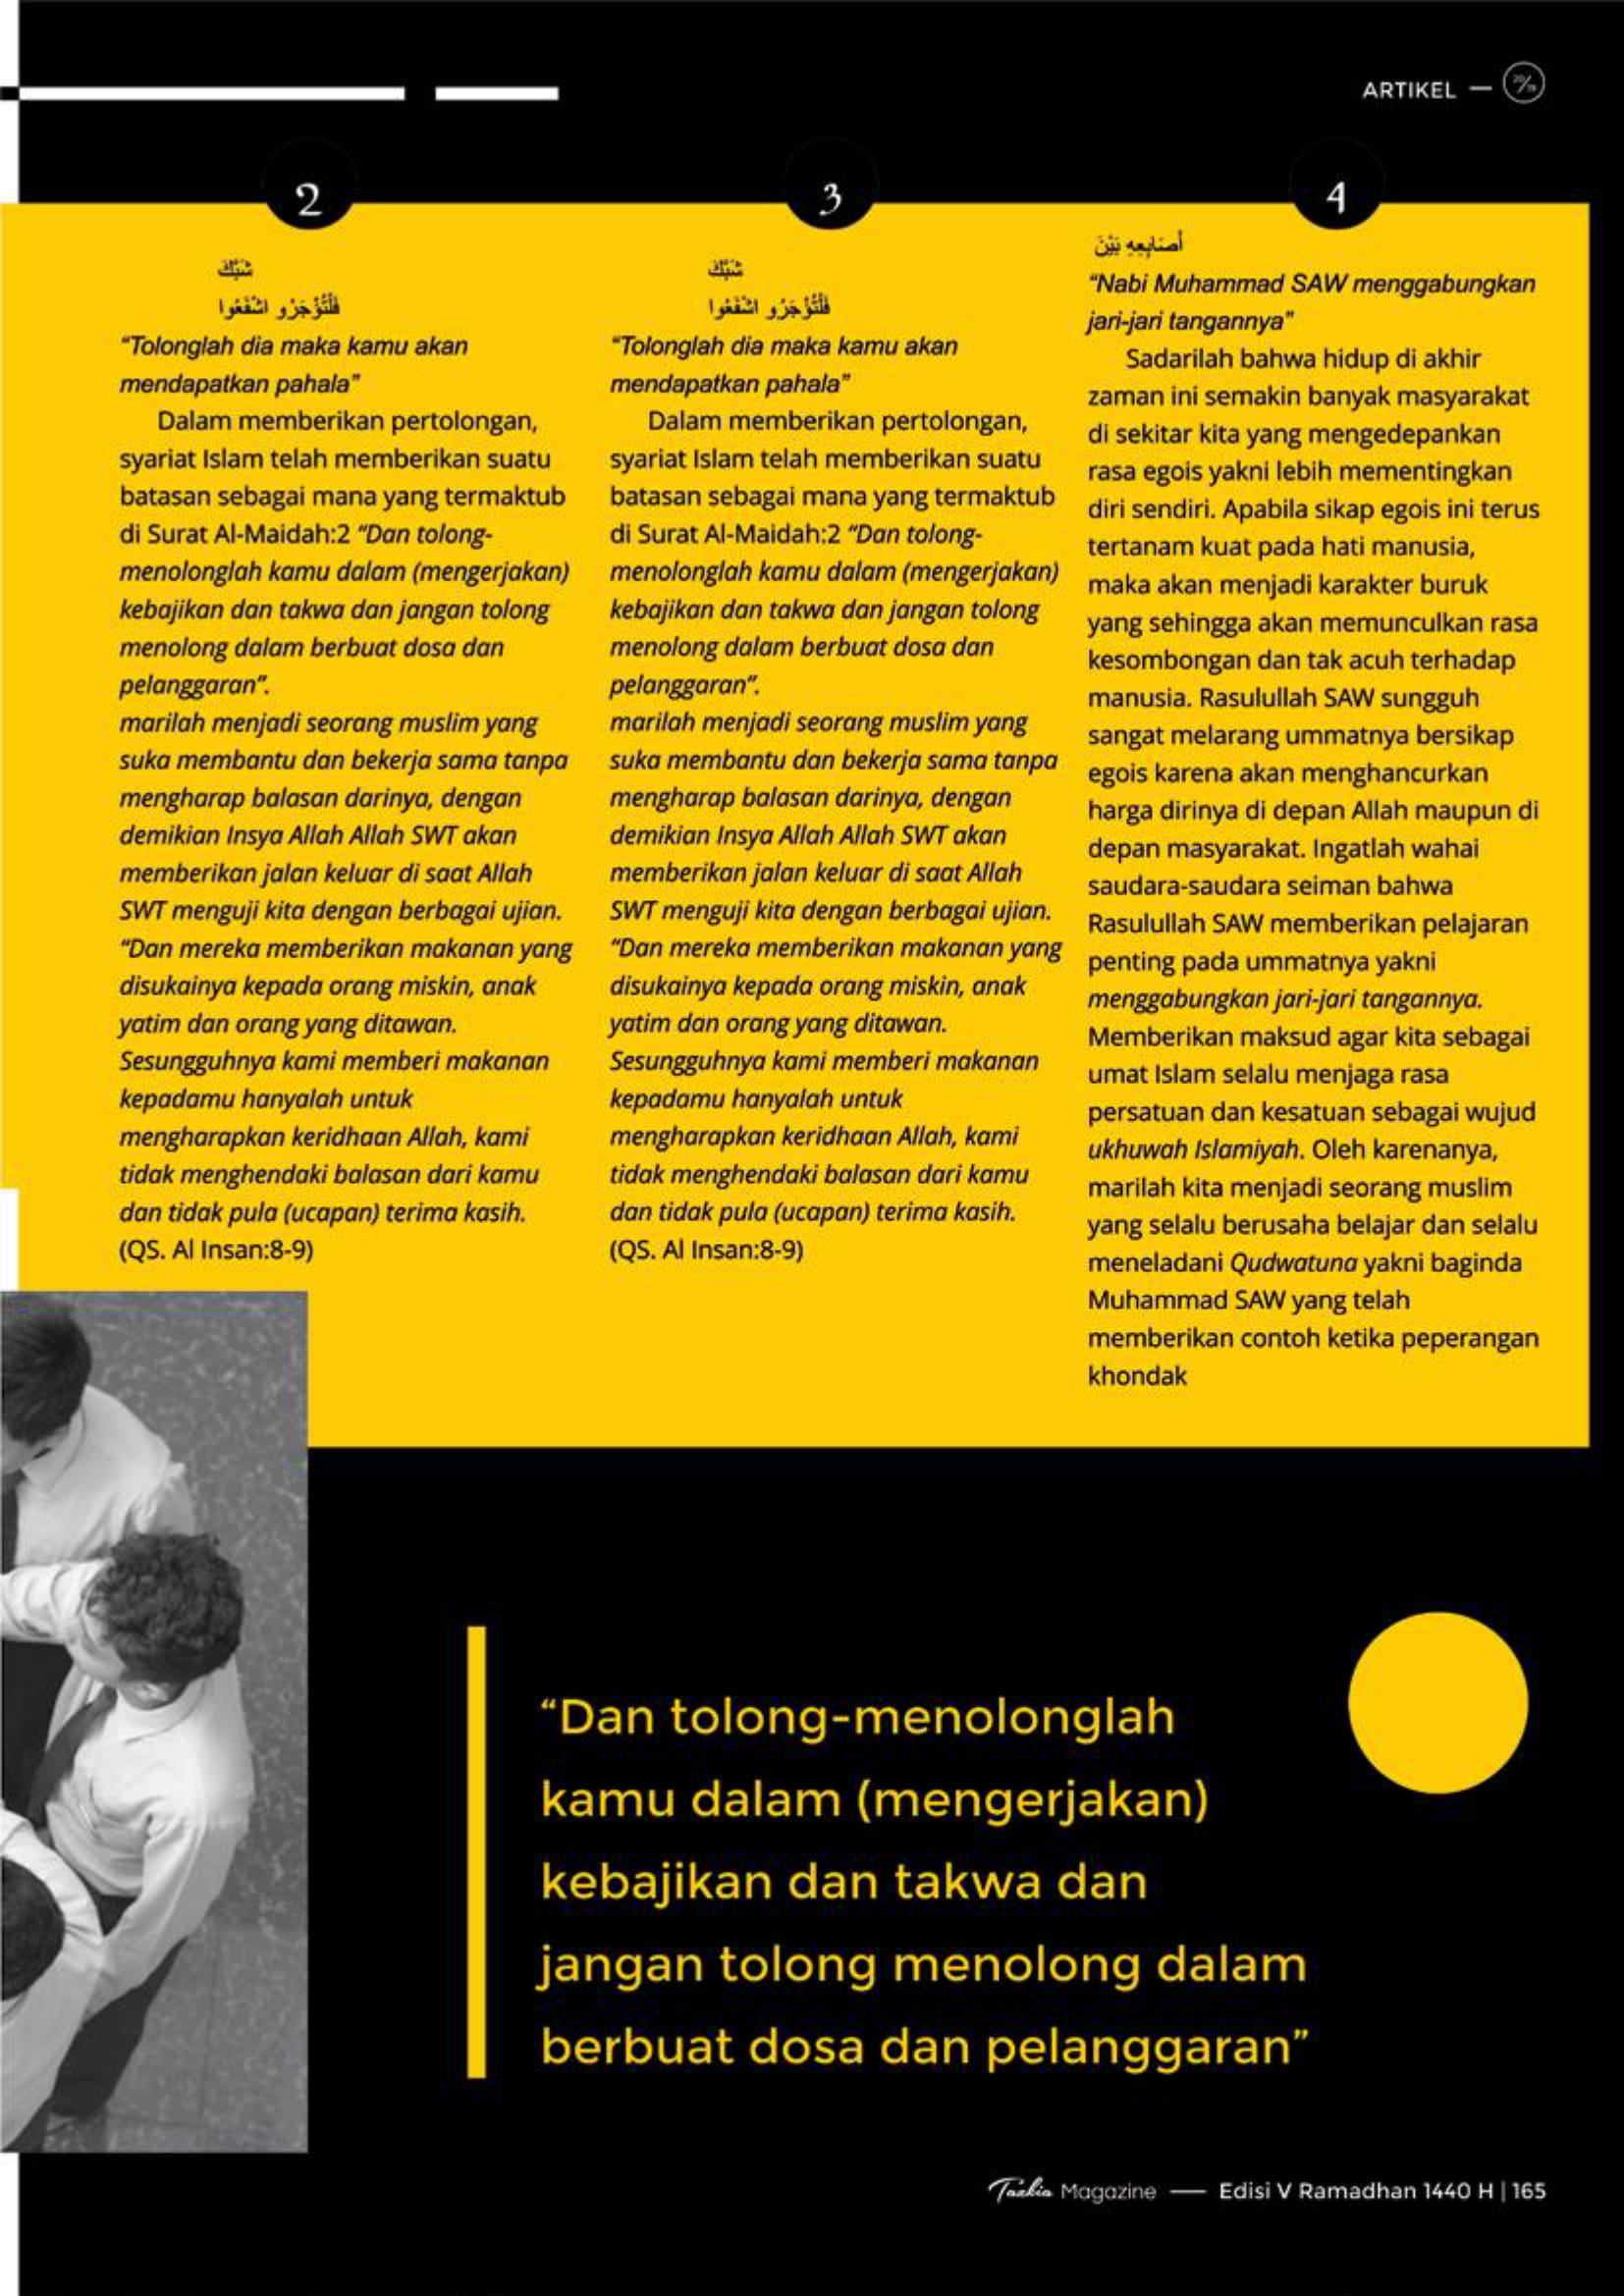 ARTIKEL — 20/19
2
شَبَّكَ
فَلْتُؤْجَرُو اشْفَعُوا
“Tolonglah dia maka kamu akan
mendapatkan pahala”
Dalam memberikan pertolongan,
syariat Islam telah memberikan suatu
batasan sebagai mana yang termaktub
di Surat Al-Maidah:2 “Dan tolong-
menolonglah kamu dalam (mengerjakan)
kebajikan dan takwa dan jangan tolong
menolong dalam berbuat dosa dan
pelanggaran”.
marilah menjadi seorang muslim yang
suka membantu dan bekerja sama tanpa
mengharap balasan darinya, dengan
demikian Insya Allah Allah SWT akan
memberikan jalan keluar di saat Allah
SWT menguji kita dengan berbagai ujian.
“Dan mereka memberikan makanan yang
disukainya kepada orang miskin, anak
yatim dan orang yang ditawan.
Sesungguhnya kami memberi makanan
kepadamu hanyalah untuk
mengharapkan keridhaan Allah, kami
tidak menghendaki balasan dari kamu
dan tidak pula (ucapan) terima kasih.
(QS. Al Insan:8-9)
3
شَبَّكَ
فَلْتُؤْجَرُو اشْفَعُوا
“Tolonglah dia maka kamu akan
mendapatkan pahala”
Dalam memberikan pertolongan,
syariat Islam telah memberikan suatu
batasan sebagai mana yang termaktub
di Surat Al-Maidah:2 “Dan tolong-
menolonglah kamu dalam (mengerjakan)
kebajikan dan takwa dan jangan tolong
menolong dalam berbuat dosa dan
pelanggaran”.
marilah menjadi seorang muslim yang
suka membantu dan bekerja sama tanpa
mengharap balasan darinya, dengan
demikian Insya Allah Allah SWT akan
memberikan jalan keluar di saat Allah
SWT menguji kita dengan berbagai ujian.
“Dan mereka memberikan makanan yang
disukainya kepada orang miskin, anak
yatim dan orang yang ditawan.
Sesungguhnya kami memberi makanan
kepadamu hanyalah untuk
mengharapkan keridhaan Allah, kami
tidak menghendaki balasan dari kamu
dan tidak pula (ucapan) terima kasih.
(QS. Al Insan:8-9)
4
أَصَابِعِهِ بَيْنَ
“Nabi Muhammad SAW menggabungkan
jari-jari tangannya”
Sadarilah bahwa hidup di akhir
zaman ini semakin banyak masyarakat
di sekitar kita yang mengedepankan
rasa egois yakni lebih mementingkan
diri sendiri. Apabila sikap egois ini terus
tertanam kuat pada hati manusia,
maka akan menjadi karakter buruk
yang sehingga akan memunculkan rasa
kesombongan dan tak acuh terhadap
manusia. Rasulullah SAW sungguh
sangat melarang ummatnya bersikap
egois karena akan menghancurkan
harga dirinya di depan Allah maupun di
depan masyarakat. Ingatlah wahai
saudara-saudara seiman bahwa
Rasulullah SAW memberikan pelajaran
penting pada ummatnya yakni
menggabungkan jari-jari tangannya.
Memberikan maksud agar kita sebagai
umat Islam selalu menjaga rasa
persatuan dan kesatuan sebagai wujud
ukhuwah Islamiyah. Oleh karenanya,
marilah kita menjadi seorang muslim
yang selalu berusaha belajar dan selalu
meneladani Qudwatuna yakni baginda
Muhammad SAW yang telah
memberikan contoh ketika peperangan
khondak
“Dan tolong-menolonglah
kamu dalam (mengerjakan)
kebajikan dan takwa dan
jangan tolong menolong dalam
berbuat dosa dan pelanggaran”
Tazkia Magazine — Edisi V Ramadhan 1440 H | 165